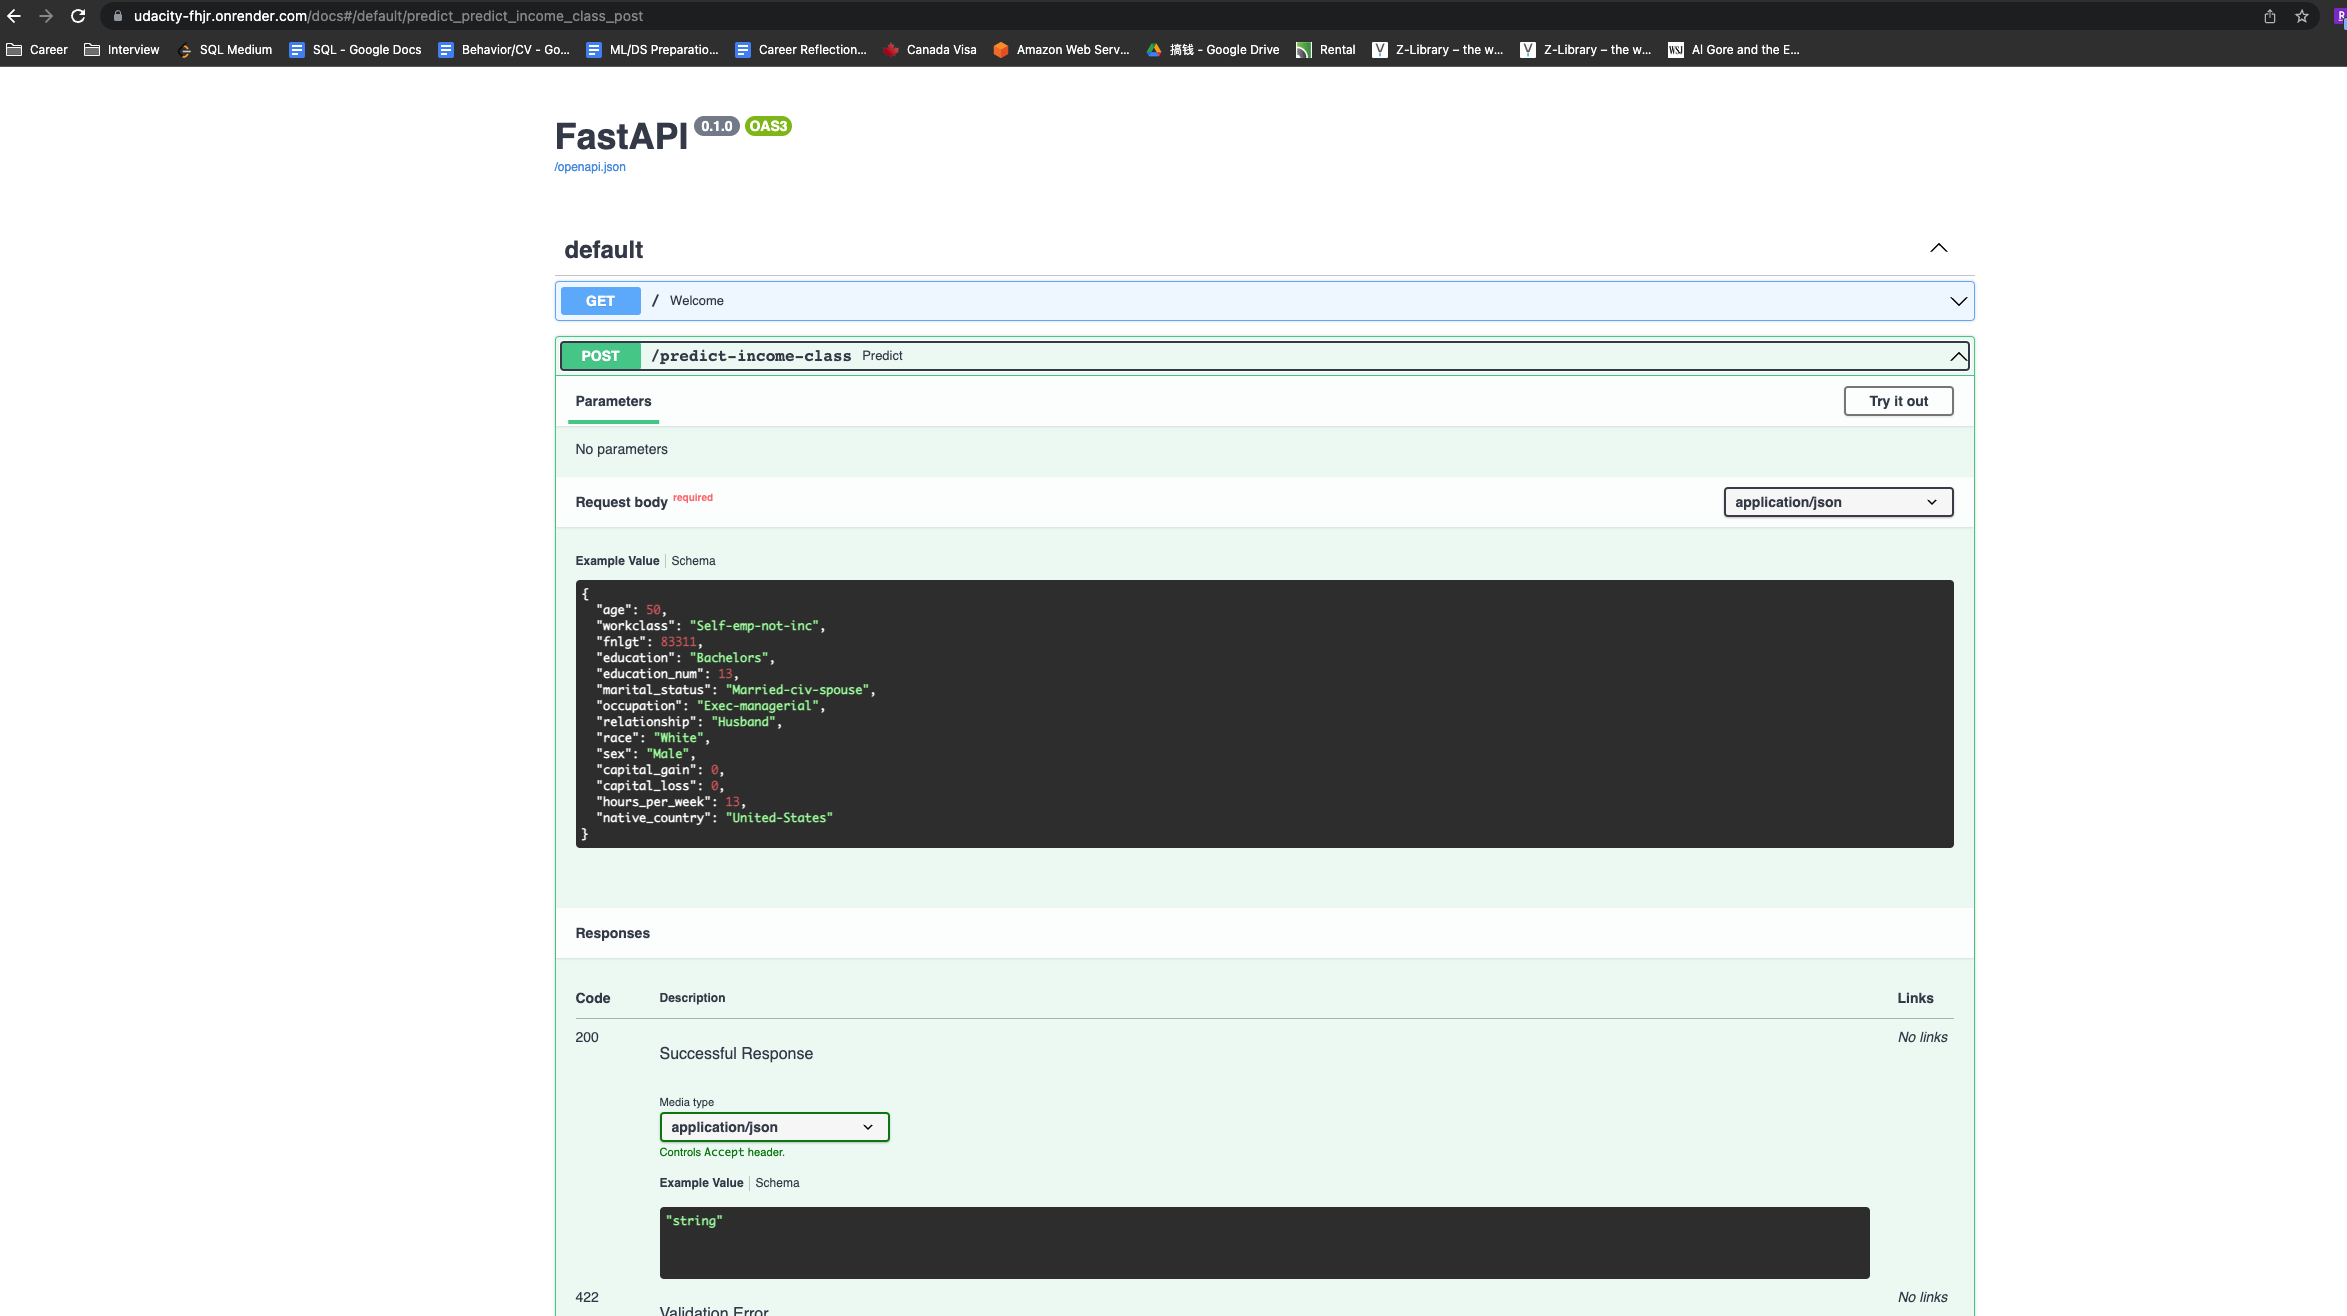 udacity-fhjr.onrender.com/docs#/default/predict_predict_income_class_post
Career Interview SQL Medium SQL - Google Docs Behavior/CV - Go... ML/DS Preparatio... Career Reflection... Canada Visa Amazon Web Serv... 搞钱 - Google Drive Rental Z-Library – the w... Z-Library – the w... WSJ Al Gore and the E...
FastAPI 0.1.0 OAS3
/openapi.json
default
GET / Welcome
POST /predict-income-class Predict
Parameters Try it out
No parameters
Request body required application/json
Example Value Schema
{
"age": 50,
"workclass": "Self-emp-not-inc",
"fnlgt": 83311,
"education": "Bachelors",
"education_num": 13,
"marital_status": "Married-civ-spouse",
"occupation": "Exec-managerial",
"relationship": "Husband",
"race": "White",
"sex": "Male",
"capital_gain": 0,
"capital_loss": 0,
"hours_per_week": 13,
"native_country": "United-States"
}
Responses
Code Description Links
200 No links
Successful Response
Media type
application/json
Controls Accept header.
Example Value Schema
"string"
422 No links
Validation Error